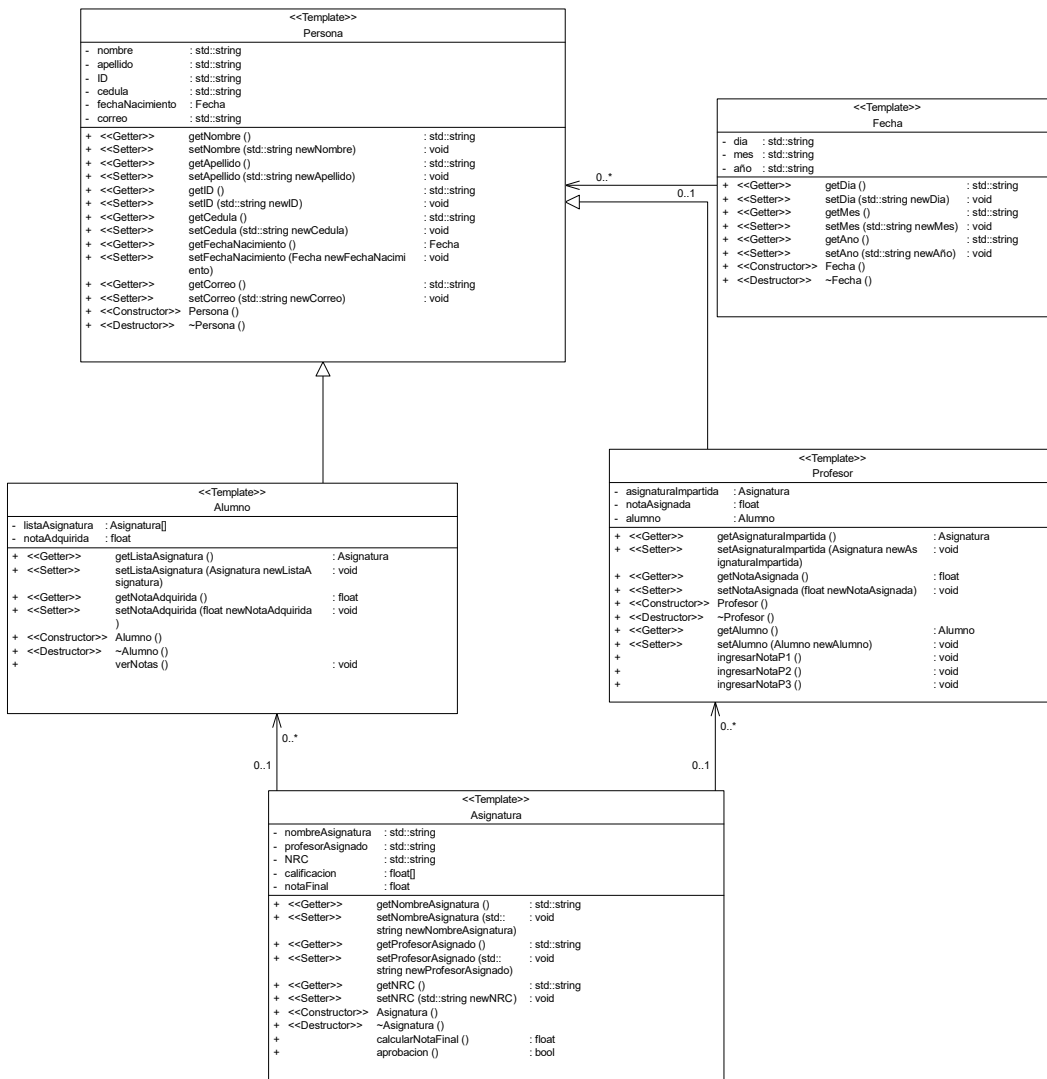 <<Template>>
Persona
- nombre : std::string
- apellido : std::string
- ID : std::string
- cedula : std::string
- fechaNacimiento : Fecha
- correo : std::string
+ <<Getter>> getNombre () : std::string
+ <<Setter>> setNombre (std::string newNombre) : void
+ <<Getter>> getApellido () : std::string
+ <<Setter>> setApellido (std::string newApellido) : void
+ <<Getter>> getID () : std::string
+ <<Setter>> setID (std::string newID) : void
+ <<Getter>> getCedula () : std::string
+ <<Setter>> setCedula (std::string newCedula) : void
+ <<Getter>> getFechaNacimiento () : Fecha
+ <<Setter>> setFechaNacimiento (Fecha newFechaNacimi : void
ento)
+ <<Getter>> getCorreo () : std::string
+ <<Setter>> setCorreo (std::string newCorreo) : void
+ <<Constructor>> Persona ()
+ <<Destructor>> ~Persona ()
<<Template>>
Fecha
- dia : std::string
- mes : std::string
- año : std::string
+ <<Getter>> getDia () : std::string
+ <<Setter>> setDia (std::string newDia) : void
+ <<Getter>> getMes () : std::string
+ <<Setter>> setMes (std::string newMes) : void
+ <<Getter>> getAno () : std::string
+ <<Setter>> setAno (std::string newAño) : void
+ <<Constructor>> Fecha ()
+ <<Destructor>> ~Fecha ()
0..*
0..1
<<Template>>
Alumno
- listaAsignatura : Asignatura[]
- notaAdquirida : float
+ <<Getter>> getListaAsignatura () : Asignatura
+ <<Setter>> setListaAsignatura (Asignatura newListaA : void
signatura)
+ <<Getter>> getNotaAdquirida () : float
+ <<Setter>> setNotaAdquirida (float newNotaAdquirida : void
)
+ <<Constructor>> Alumno ()
+ <<Destructor>> ~Alumno ()
+ verNotas () : void
<<Template>>
Profesor
- asignaturaImpartida : Asignatura
- notaAsignada : float
- alumno : Alumno
+ <<Getter>> getAsignaturaImpartida () : Asignatura
+ <<Setter>> setAsignaturaImpartida (Asignatura newAs : void
ignaturaImpartida)
+ <<Getter>> getNotaAsignada () : float
+ <<Setter>> setNotaAsignada (float newNotaAsignada) : void
+ <<Constructor>> Profesor ()
+ <<Destructor>> ~Profesor ()
+ <<Getter>> getAlumno () : Alumno
+ <<Setter>> setAlumno (Alumno newAlumno) : void
+ ingresarNotaP1 () : void
+ ingresarNotaP2 () : void
+ ingresarNotaP3 () : void
0..*
0..1
0..*
0..1
<<Template>>
Asignatura
- nombreAsignatura : std::string
- profesorAsignado : std::string
- NRC : std::string
- calificacion : float[]
- notaFinal : float
+ <<Getter>> getNombreAsignatura () : std::string
+ <<Setter>> setNombreAsignatura (std:: : void
string newNombreAsignatura)
+ <<Getter>> getProfesorAsignado () : std::string
+ <<Setter>> setProfesorAsignado (std:: : void
string newProfesorAsignado)
+ <<Getter>> getNRC () : std::string
+ <<Setter>> setNRC (std::string newNRC) : void
+ <<Constructor>> Asignatura ()
+ <<Destructor>> ~Asignatura ()
+ calcularNotaFinal () : float
+ aprobacion () : bool